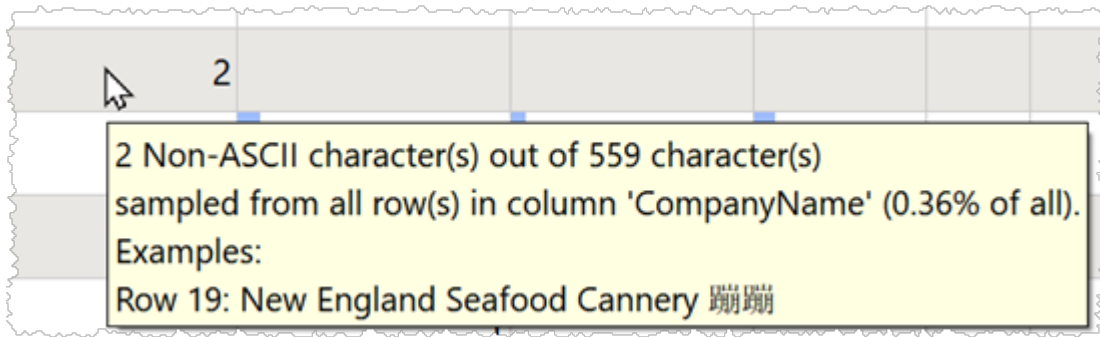 2
2 Non-ASCII character(s) out of 559 character(s)
sampled from all row(s) in column 'CompanyName' (0.36% of all).
Examples:
Row 19: New England Seafood Cannery 蹦蹦